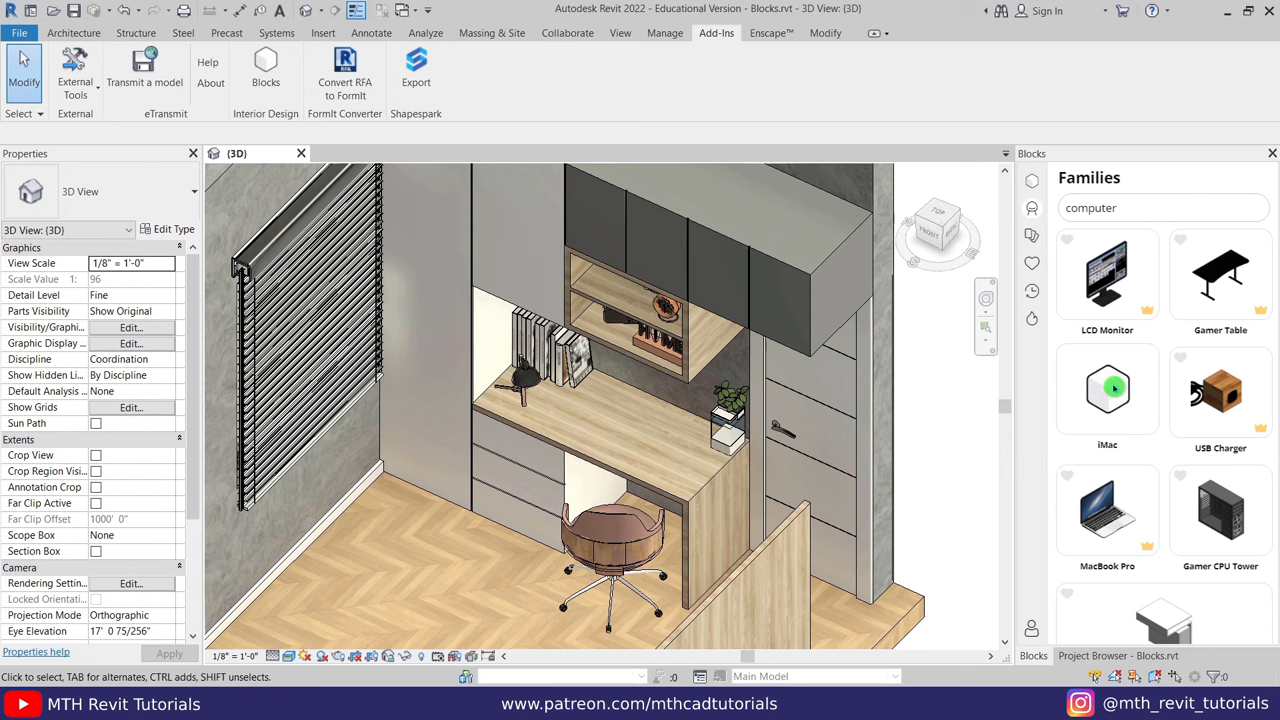 Autodesk Revit 2022 - Educational Version - Blocks.rvt - 3D View: {3D}
Sign In
File Architecture Structure Steel Precast Systems Insert Annotate Analyze Massing & Site Collaborate View Manage Add-Ins Enscape™ Modify
Modify
External Tools
Transmit a model
Help
About
Blocks
Convert RFA to FormIt
Export
Select External eTransmit Interior Design FormIt Converter Shapespark
Properties
{3D}
Blocks
3D View
3D View: {3D}
Edit Type
Graphics
View Scale 1/8" = 1'-0"
Scale Value 1: 96
Detail Level Fine
Parts Visibility Show Original
Visibility/Graphi... Edit...
Graphic Display ... Edit...
Discipline Coordination
Show Hidden Li... By Discipline
Default Analysis ... None
Show Grids Edit...
Sun Path
Extents
Crop View
Crop Region Visi...
Annotation Crop
Far Clip Active
Far Clip Offset 1000' 0"
Scope Box None
Section Box
Camera
Rendering Settin... Edit...
Locked Orientati...
Projection Mode Orthographic
Eye Elevation 17' 0 75/256"
Properties help
Apply
TOP
FRONT
HOME
Families
computer
LCD Monitor
Gamer Table
iMac
USB Charger
MacBook Pro
Gamer CPU Tower
1/8" = 1'-0"
Blocks
Project Browser - Blocks.rvt
Click to select, TAB for alternates, CTRL adds, SHIFT unselects.
:0
Main Model
:0
MTH Revit Tutorials
www.patreon.com/mthcadtutorials
@mth_revit_tutorials